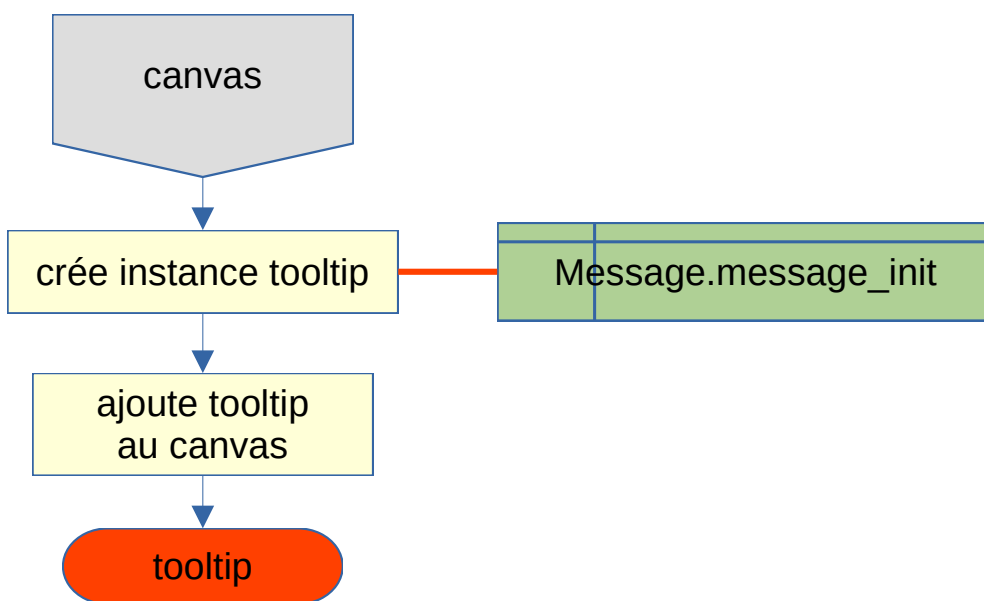 canvas
crée instance tooltip
Message.message_init
ajoute tooltip
au canvas
tooltip